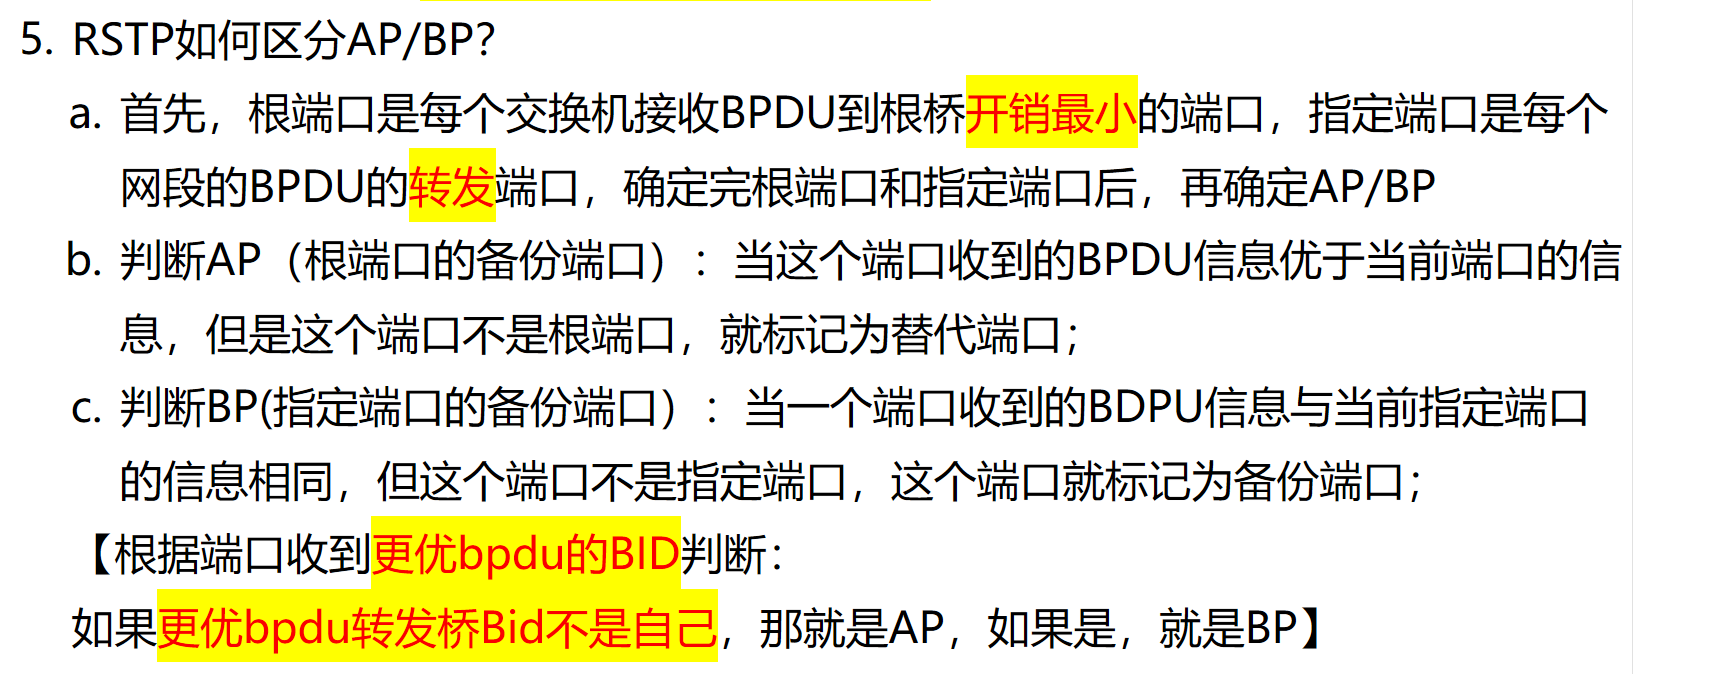 5. RSTP如何区分AP/BP?
a. 首先，根端口是每个交换机接收BPDU到根桥开销最小的端口，指定端口是每个
网段的BPDU的转发端口，确定完根端口和指定端口后，再确定AP/BP
b. 判断AP（根端口的备份端口）：当这个端口收到的BPDU信息优于当前端口的信
息，但是这个端口不是根端口，就标记为替代端口；
c. 判断BP(指定端口的备份端口）：当一个端口收到的BDPU信息与当前指定端口
的信息相同，但这个端口不是指定端口，这个端口就标记为备份端口；
【根据端口收到更优bpdu的BID判断：
如果更优bpdu转发桥Bid不是自己，那就是AP，如果是，就是BP】